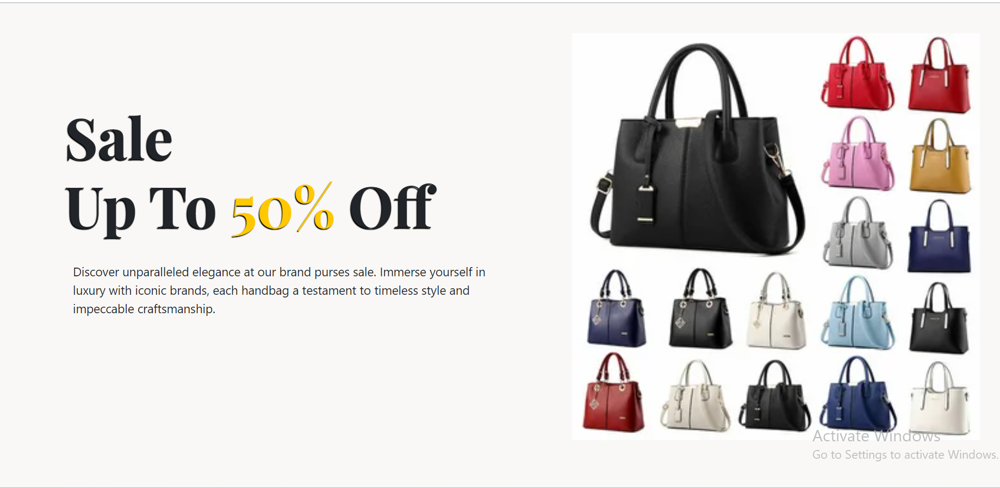 Sale
Up To 50% Off
Discover unparalleled elegance at our brand purses sale. Immerse yourself in
luxury with iconic brands, each handbag a testament to timeless style and
impeccable craftsmanship.
Activate Windows
Go to Settings to activate Windows.